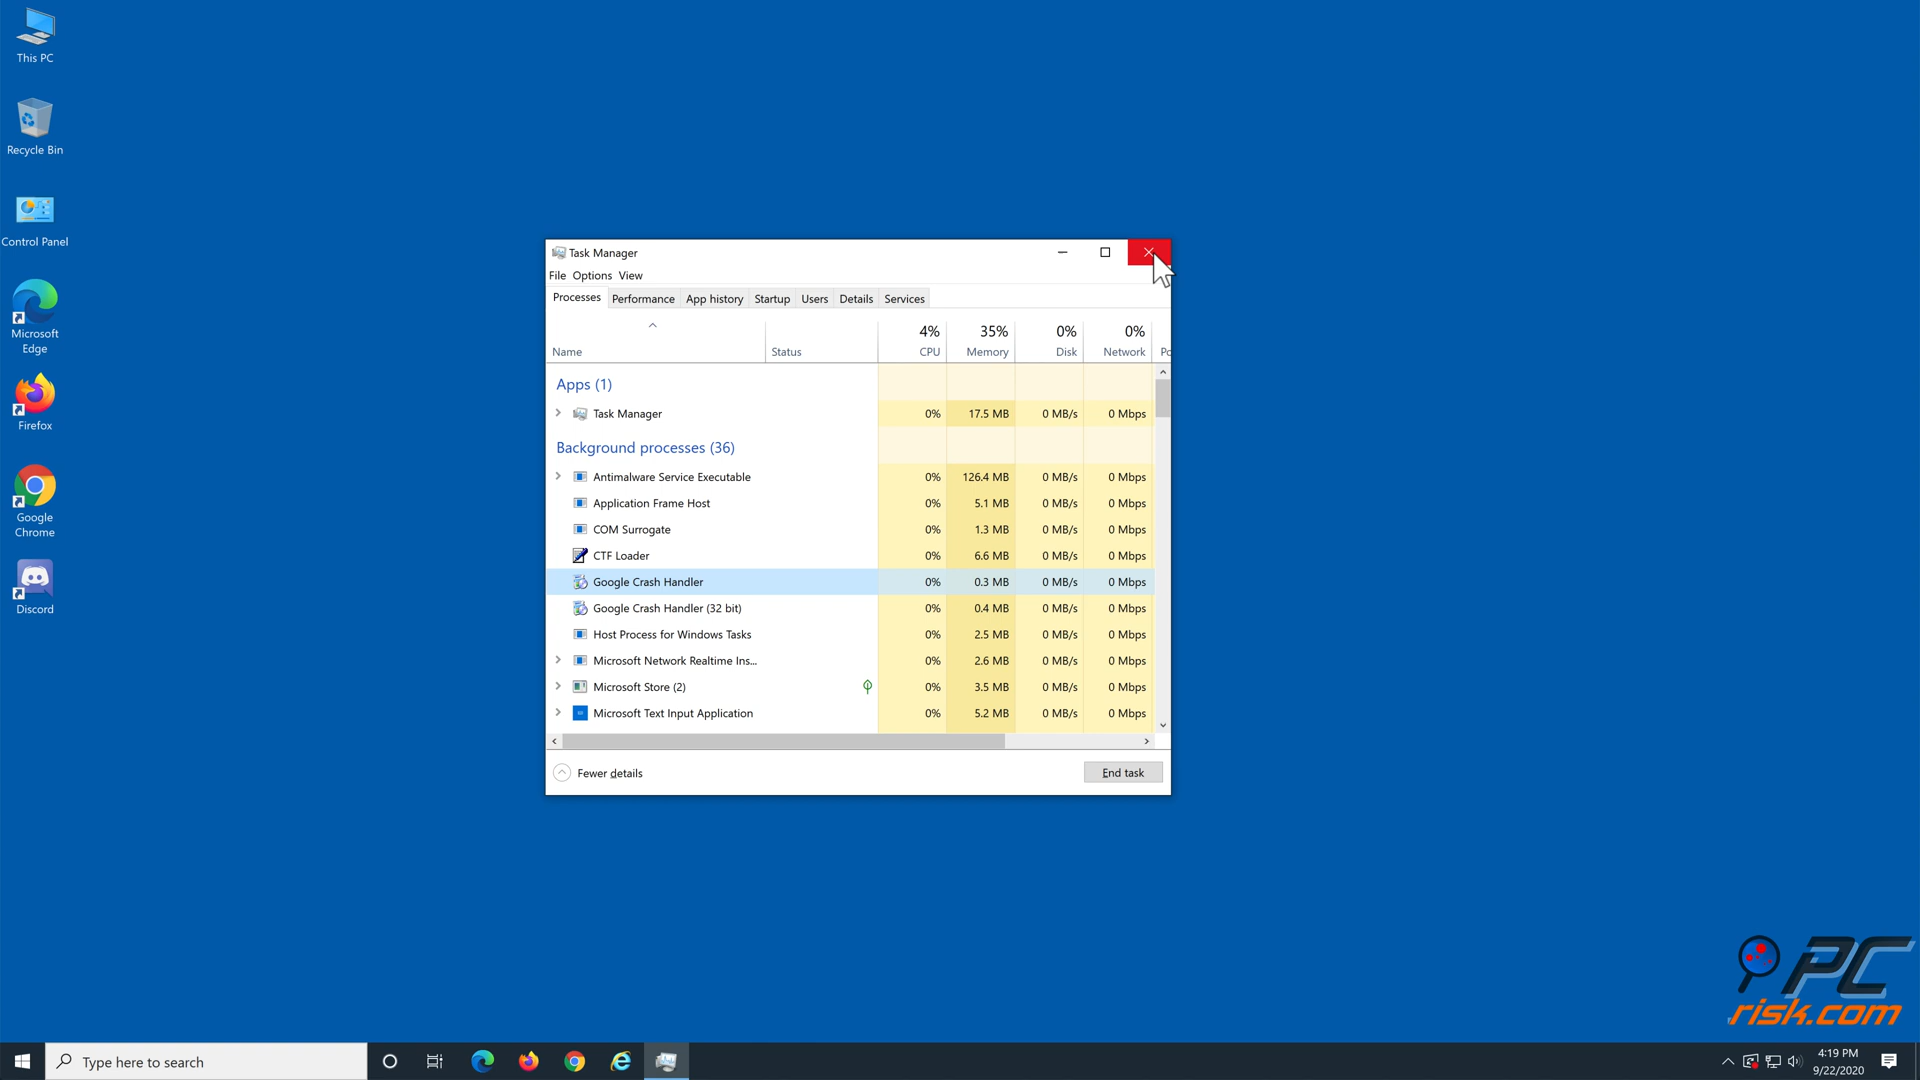 This PC
Recycle Bin
Control Panel
Microsoft
Edge
Firefox
Google
Chrome
Discord
Task Manager
File Options View
Processes Performance App history Startup Users Details Services
4% 35% 0% 0%
Name Status CPU Memory Disk Network Po
Apps (1)
Task Manager 0% 17.5 MB 0 MB/s 0 Mbps
Background processes (36)
Antimalware Service Executable 0% 126.4 MB 0 MB/s 0 Mbps
Application Frame Host 0% 5.1 MB 0 MB/s 0 Mbps
COM Surrogate 0% 1.3 MB 0 MB/s 0 Mbps
CTF Loader 0% 6.6 MB 0 MB/s 0 Mbps
Google Crash Handler 0% 0.3 MB 0 MB/s 0 Mbps
Google Crash Handler (32 bit) 0% 0.4 MB 0 MB/s 0 Mbps
Host Process for Windows Tasks 0% 2.5 MB 0 MB/s 0 Mbps
Microsoft Network Realtime Ins... 0% 2.6 MB 0 MB/s 0 Mbps
Microsoft Store (2) 0% 3.5 MB 0 MB/s 0 Mbps
Microsoft Text Input Application 0% 5.2 MB 0 MB/s 0 Mbps
Fewer details End task
PC
risk.com
Type here to search
4:19 PM
9/22/2020